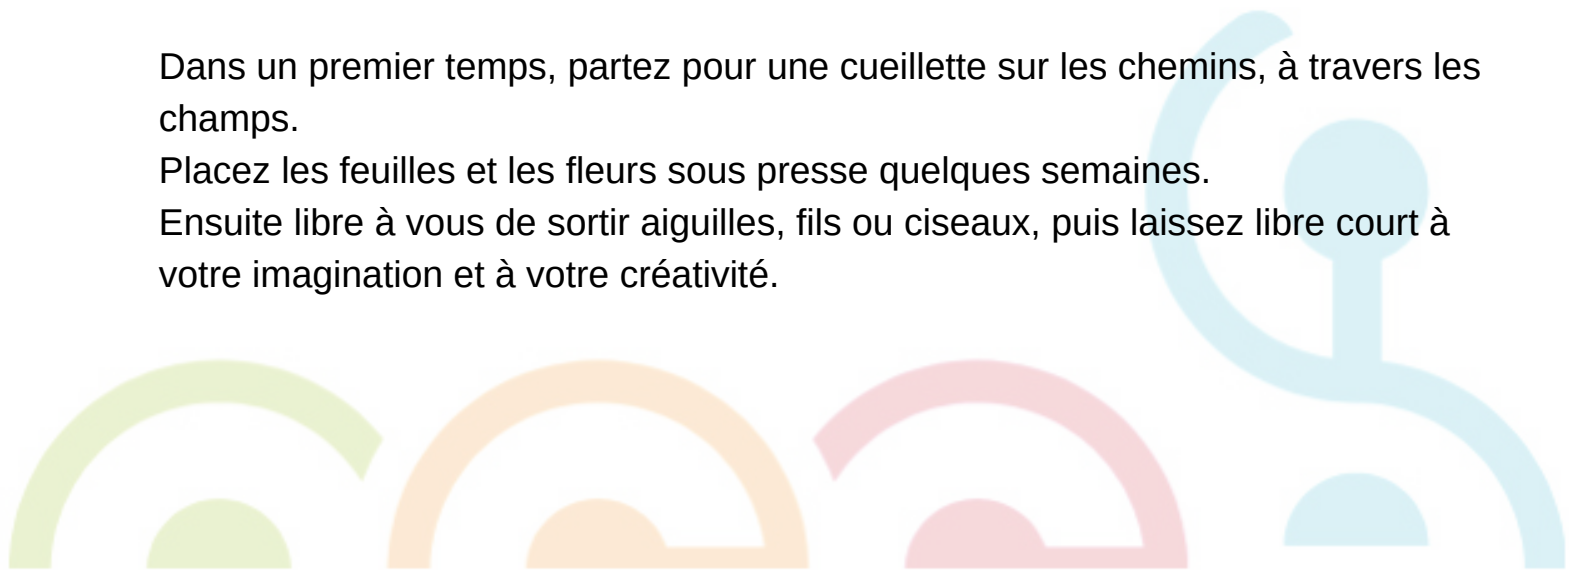 Dans un premier temps, partez pour une cueillette sur les chemins, à travers les
champs.
Placez les feuilles et les fleurs sous presse quelques semaines.
Ensuite libre à vous de sortir aiguilles, fils ou ciseaux, puis laissez libre court à
votre imagination et à votre créativité.